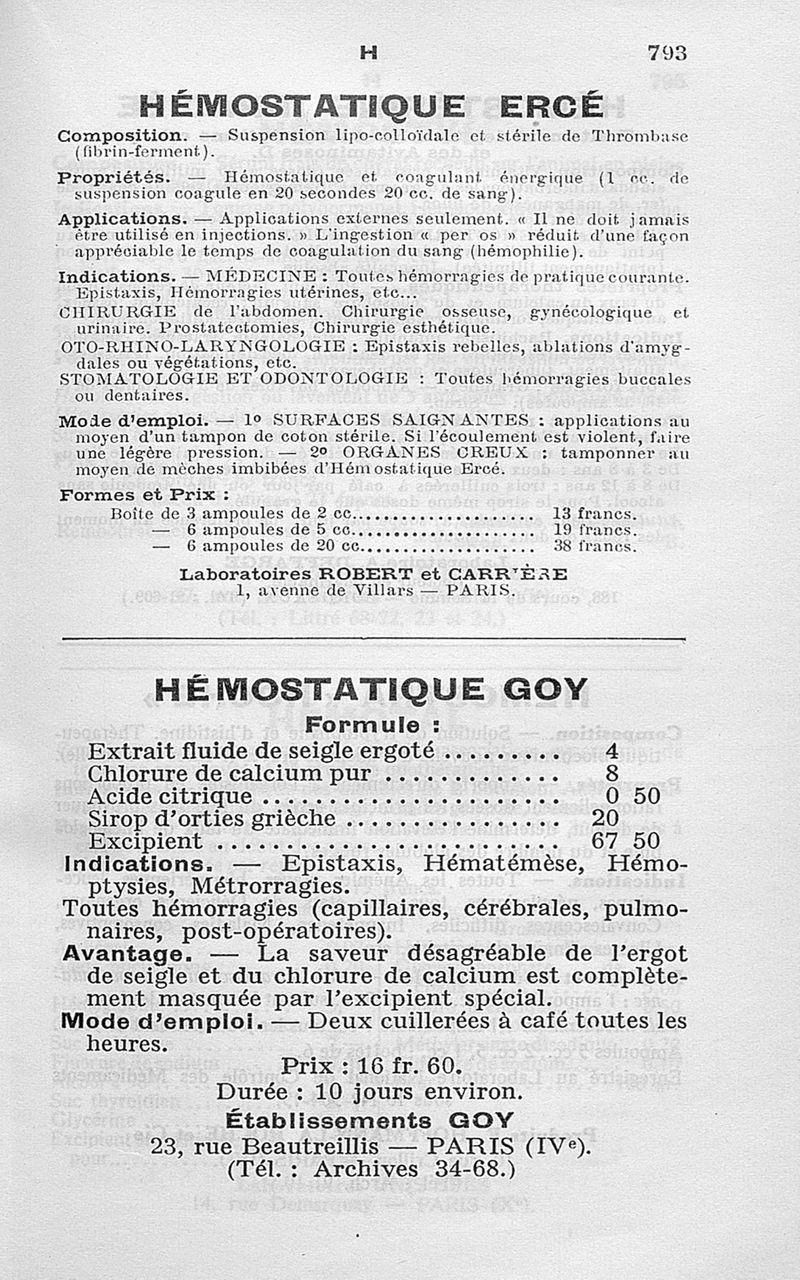 H 793
HÉMOSTATIQUE ERCÉ
Composition. — Suspension lipo-colloïdale et stérile de Thrombase
(fibrin-ferment).
Propriétés. — Hémostatique et coagulant énergique (1 cc. de
suspension coagule en 20 secondes 20 cc. de sang).
Applications. — Applications externes seulement. « Il ne doit jamais
être utilisé en injections. » L'ingestion « per os » réduit d'une façon
appréciable le temps de coagulation du sang (hémophilie).
Indications. — MÉDECINE : Toutes hémorragies de pratique courante.
Epistaxis, Hémorragies utérines, etc...
CHIRURGIE de l'abdomen. Chirurgie osseuse, gynécologique et
urinaire. Prostatectomies, Chirurgie esthétique.
OTO-RHINO-LARYNGOLOGIE : Epistaxis rebelles, ablations d'amyg-
dales ou végétations, etc.
STOMATOLOGIE ET ODONTOLOGIE : Toutes hémorragies buccales
ou dentaires.
Mode d'emploi. — 1º SURFACES SAIGNANTES : applications au
moyen d'un tampon de coton stérile. Si l'écoulement est violent, faire
une légère pression. — 2º ORGANES CREUX : tamponner au
moyen de mèches imbibées d'Hémostatique Ercé.
Formes et Prix :
Boîte de 3 ampoules de 2 cc.................... 13 francs.
— 6 ampoules de 5 cc.................... 19 francs.
— 6 ampoules de 20 cc................... 38 francs.
Laboratoires ROBERT et CARRIÈRE
1, avenne de Villars — PARIS.
HÉMOSTATIQUE GOY
Formule :
Extrait fluide de seigle ergoté ......... 4
Chlorure de calcium pur ............. 8
Acide citrique ...................... 0 50
Sirop d'orties grièche ................ 20
Excipient .......................... 67 50
Indications. — Epistaxis, Hématémèse, Hémo-
ptysies, Métrorragies.
Toutes hémorragies (capillaires, cérébrales, pulmo-
naires, post-opératoires).
Avantage. — La saveur désagréable de l'ergot
de seigle et du chlorure de calcium est complète-
ment masquée par l'excipient spécial.
Mode d'emploi. — Deux cuillerées à café toutes les
heures.
Prix : 16 fr. 60.
Durée : 10 jours environ.
Établissements GOY
23, rue Beautreillis — PARIS (IVe).
(Tél. : Archives 34-68.)